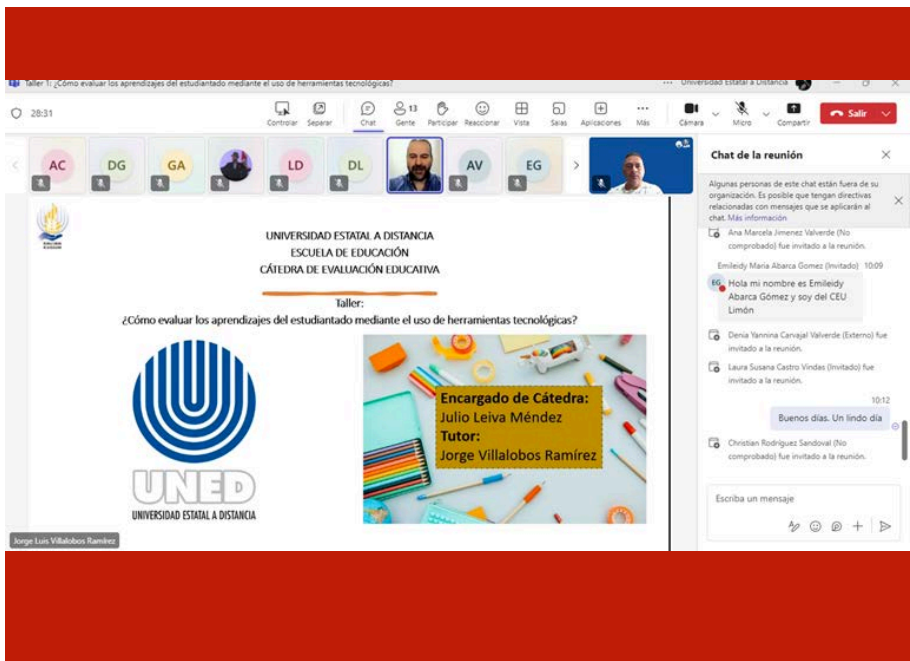 Taller 1: ¿Cómo evaluar los aprendizajes del estudiantado mediante el uso de herramientas tecnológicas?
Universidad Estatal a Distancia
28:31
Controlar
Separar
Chat
13
Gente
Participar
Reaccionar
Vista
Salas
Aplicaciones
Más
Cámara
Micro
Compartir
Salir
AC
DG
GA
LD
DL
AV
EG
UNIVERSIDAD ESTATAL A DISTANCIA
ESCUELA DE EDUCACIÓN
CÁTEDRA DE EVALUACIÓN EDUCATIVA
Taller:
¿Cómo evaluar los aprendizajes del estudiantado mediante el uso de herramientas tecnológicas?
UNED
UNIVERSIDAD ESTATAL A DISTANCIA
Encargado de Cátedra:
Julio Leiva Méndez
Tutor:
Jorge Villalobos Ramírez
Jorge Luis Villalobos Ramírez
Chat de la reunión
Algunas personas de este chat están fuera de su
organización. Es posible que tengan directivas
relacionadas con mensajes que se aplicarán al
chat. Más información
Ana Marcela Jimenez Valverde (No
comprobado) fue invitado a la reunión.
Emileidy Maria Abarca Gomez (Invitado) 10:09
EG
Hola mi nombre es Emileidy
Abarca Gómez y soy del CEU
Limón
Denia Yannina Carvajal Valverde (Externo) fue
invitado a la reunión.
Laura Susana Castro Vindas (Invitado) fue
invitado a la reunión.
10:12
Buenos días. Un lindo día
Christian Rodríguez Sandoval (No
comprobado) fue invitado a la reunión.
Escriba un mensaje